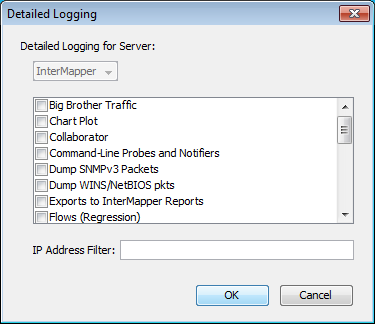 Detailed Logging
Detailed Logging for Server:
InterMapper
Big Brother Traffic
Chart Plot
Collaborator
Command-Line Probes and Notifiers
Dump SNMPv3 Packets
Dump WINS/NetBIOS pkts
Exports to InterMapper Reports
Flows (Regression)
IP Address Filter:
OK
Cancel